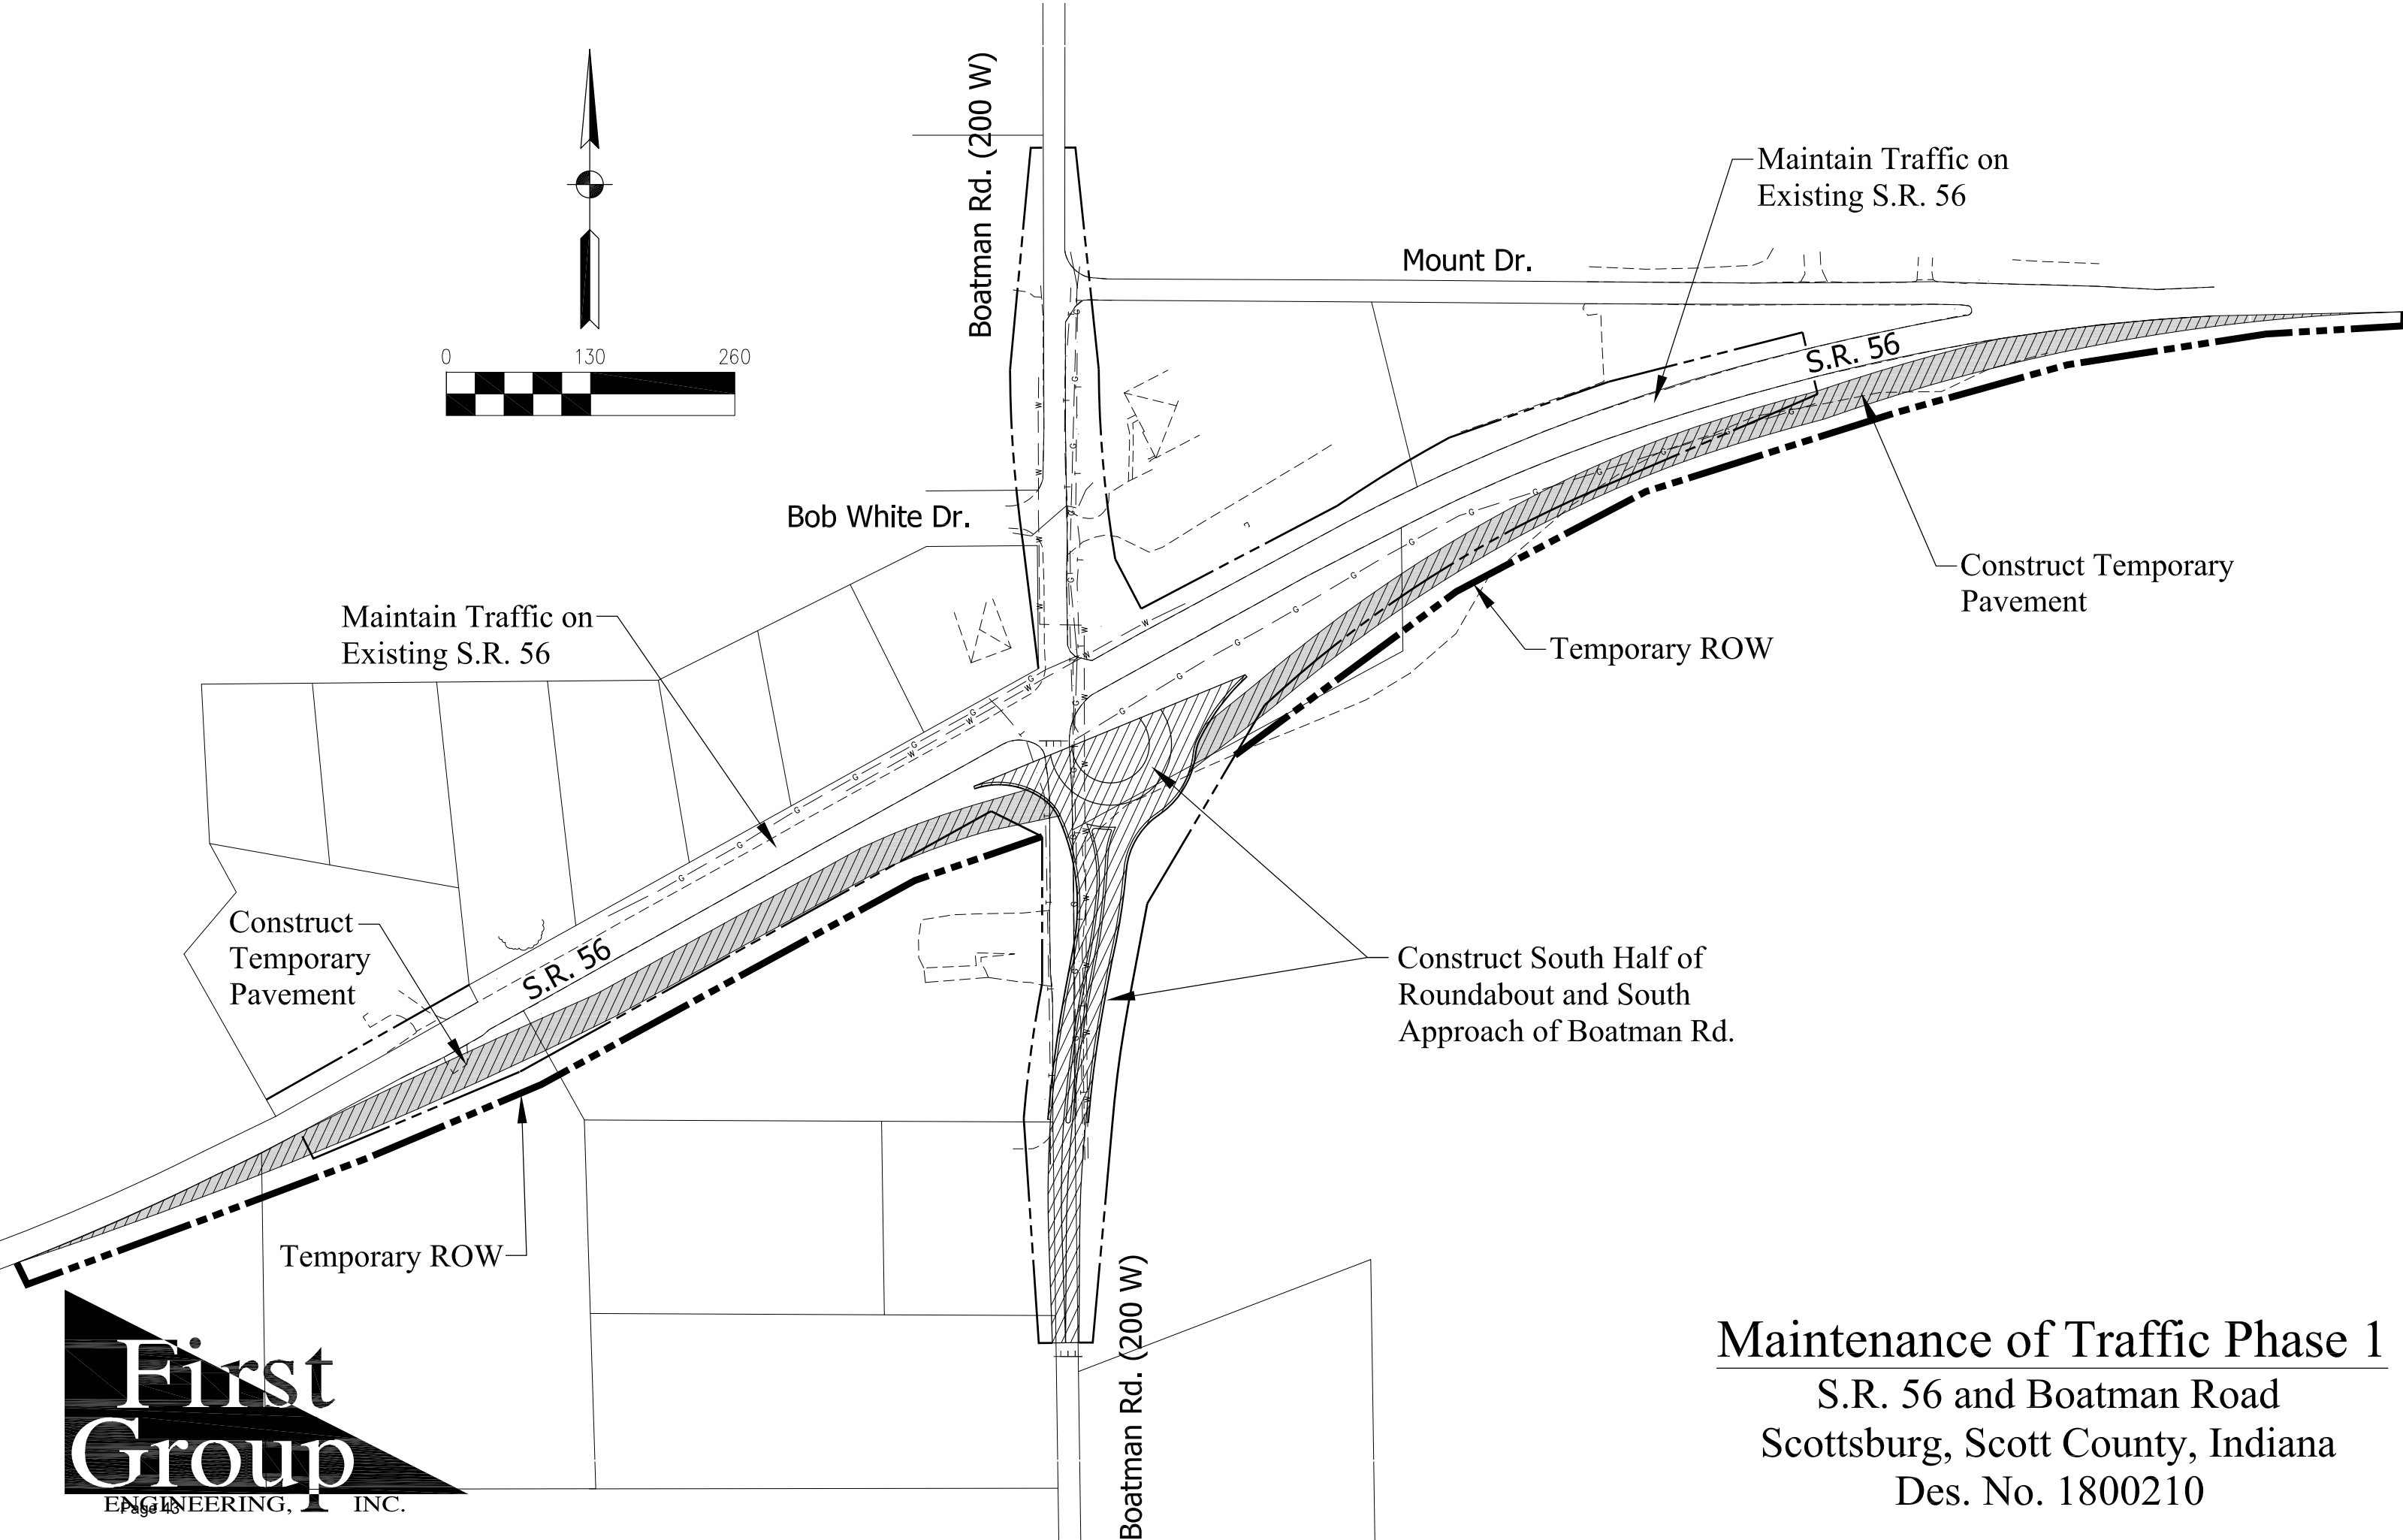 Boatman Rd. (200 W)
Maintain Traffic on
Existing S.R. 56
Mount Dr.
0 130 260
S.R. 56
Bob White Dr.
Construct Temporary
Pavement
Maintain Traffic on
Existing S.R. 56
Temporary ROW
Construct
Temporary
Pavement
S.R. 56
Construct South Half of
Roundabout and South
Approach of Boatman Rd.
Temporary ROW
Boatman Rd. (200 W)
First
Group
ENGINEERING, INC.
Page 43
Maintenance of Traffic Phase 1
S.R. 56 and Boatman Road
Scottsburg, Scott County, Indiana
Des. No. 1800210